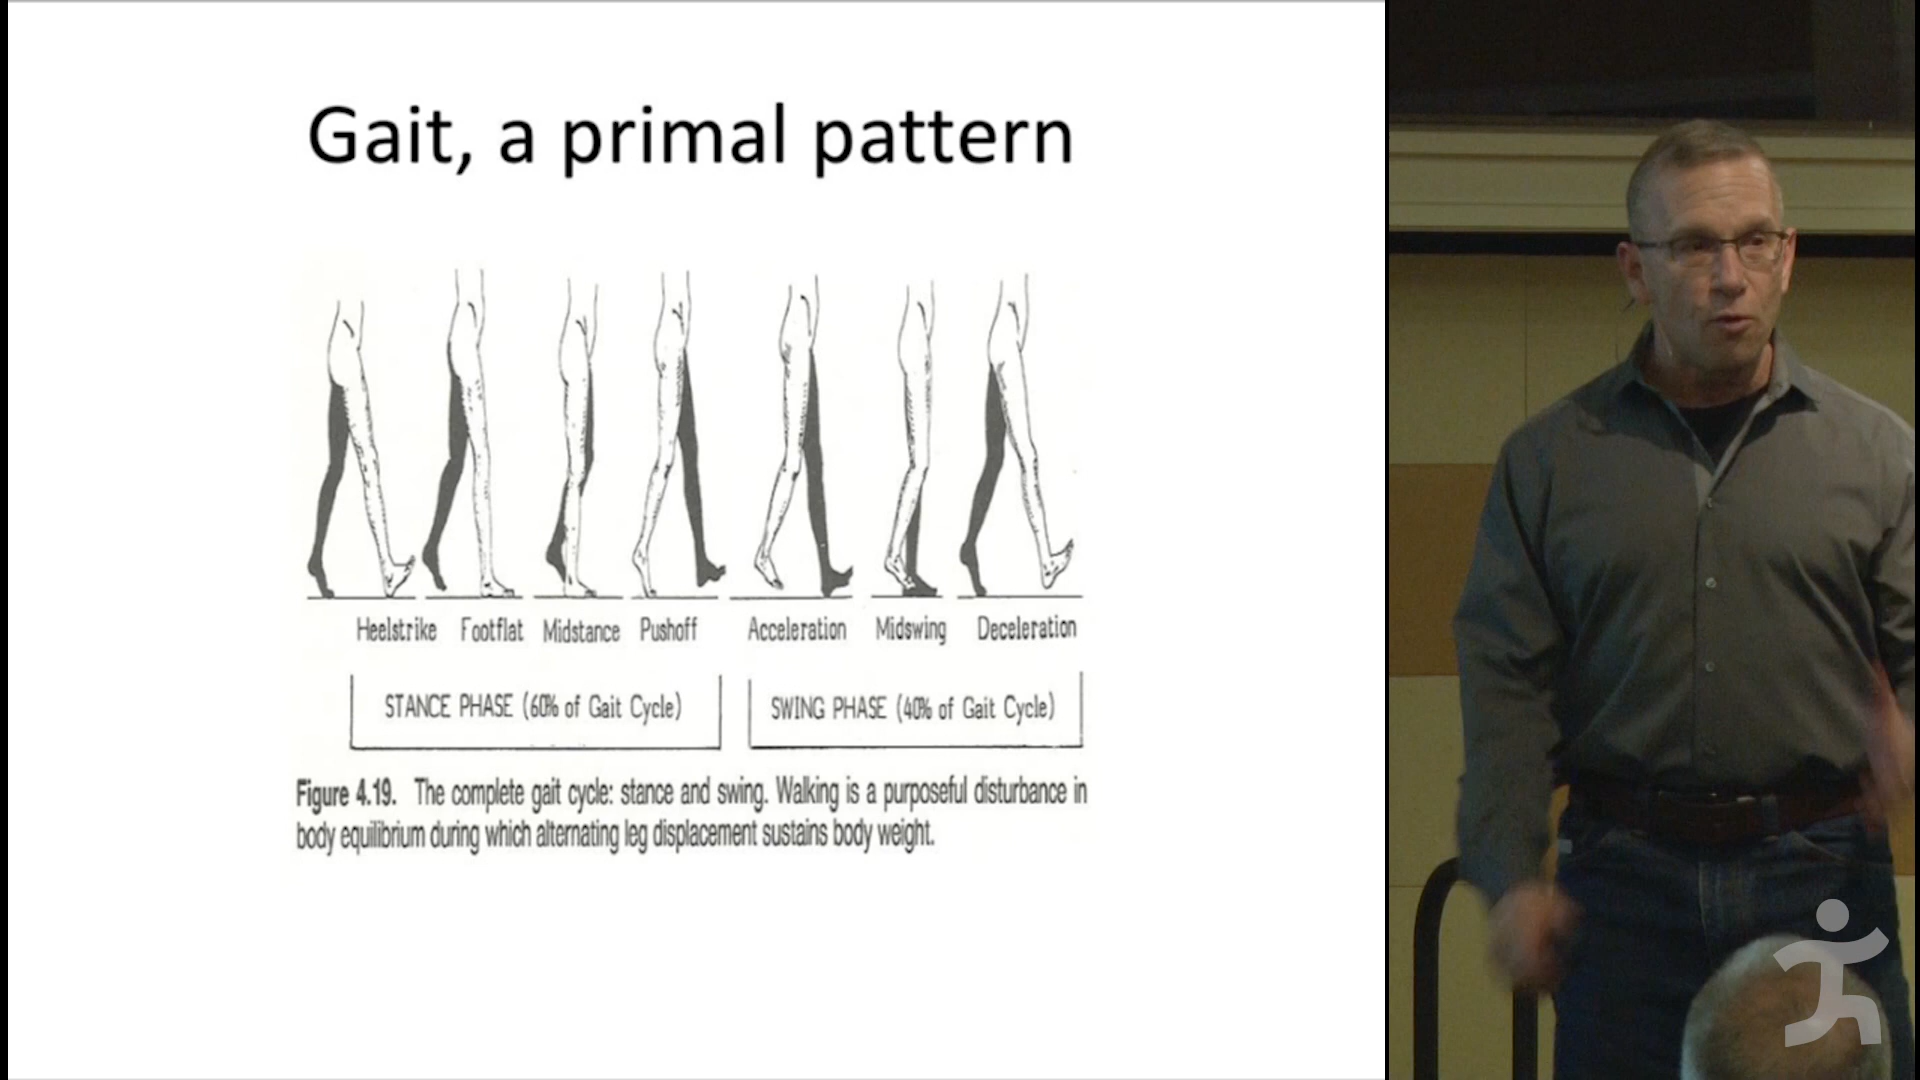 Gait, a primal pattern
Heelstrike Footflat Midstance Pushoff Acceleration Midswing Deceleration
STANCE PHASE (60% of Gait Cycle) SWING PHASE (40% of Gait Cycle)
Figure 4.19. The complete gait cycle: stance and swing. Walking is a purposeful disturbance in
body equilibrium during which alternating leg displacement sustains body weight.